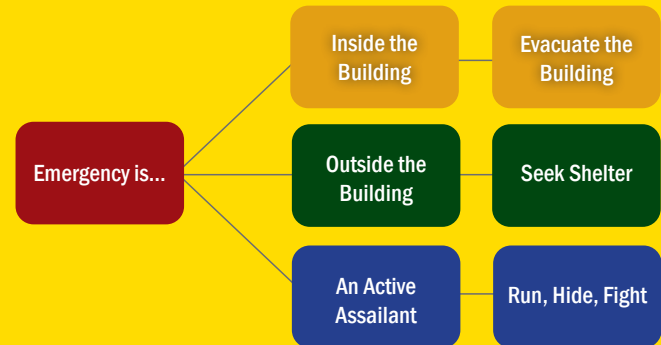 Inside the
Building
Evacuate the
Building
Emergency is...
Outside the
Building
Seek Shelter
An Active
Assailant
Run, Hide, Fight